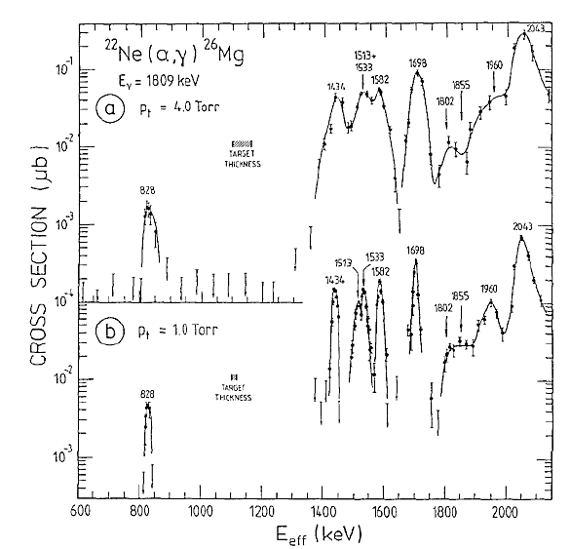 ²²Ne(α,γ)²⁶Mg
Eγ = 1809 keV
ⓐ pₜ = 4.0 Torr
TARGET
THICKNESS
828
1434
1513+
1533
1582
1698
1802
1855
1960
2043
10⁻¹
10⁻²
10⁻³
10⁻⁴
CROSS SECTION (μb)
ⓑ pₜ = 1.0 Torr
TARGET
THICKNESS
828
1434
1513
1533
1582
1698
1802
1855
1960
2043
10⁻²
10⁻³
600 800 1000 1200 1400 1600 1800 2000
E_eff (keV)